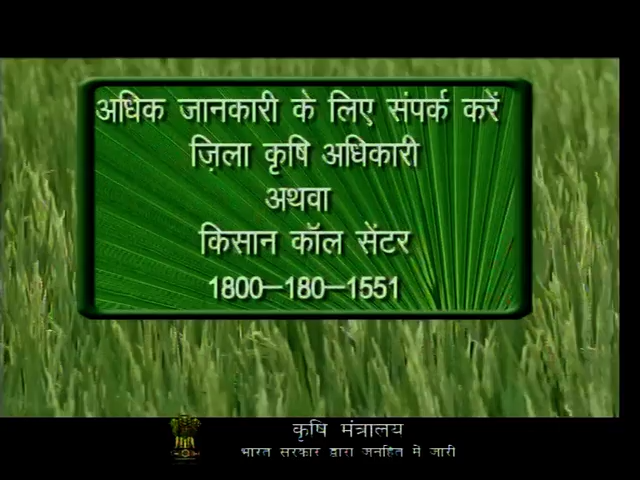 अधिक जानकारी के लिए संपर्क करें
ज़िला कृषि अधिकारी
अथवा
किसान कॉल सेंटर
1800–180–1551
कृषि मंत्रालय
भारत सरकार द्वारा जनहित में जारी